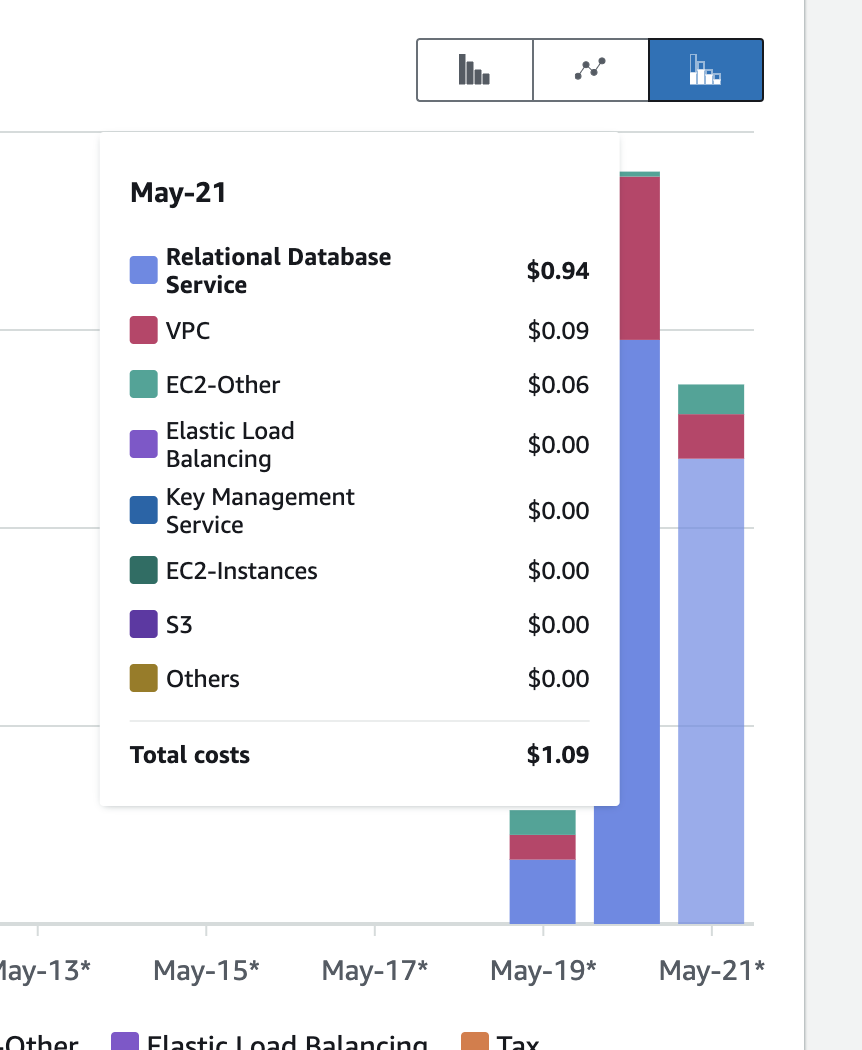 May-21
Relational Database
Service
$0.94
VPC
$0.09
EC2-Other
$0.06
Elastic Load
Balancing
$0.00
Key Management
Service
$0.00
EC2-Instances
$0.00
S3
$0.00
Others
$0.00
Total costs
$1.09
May-13*
May-15*
May-17*
May-19*
May-21*
-Other
Elastic Load Balancing
Tax